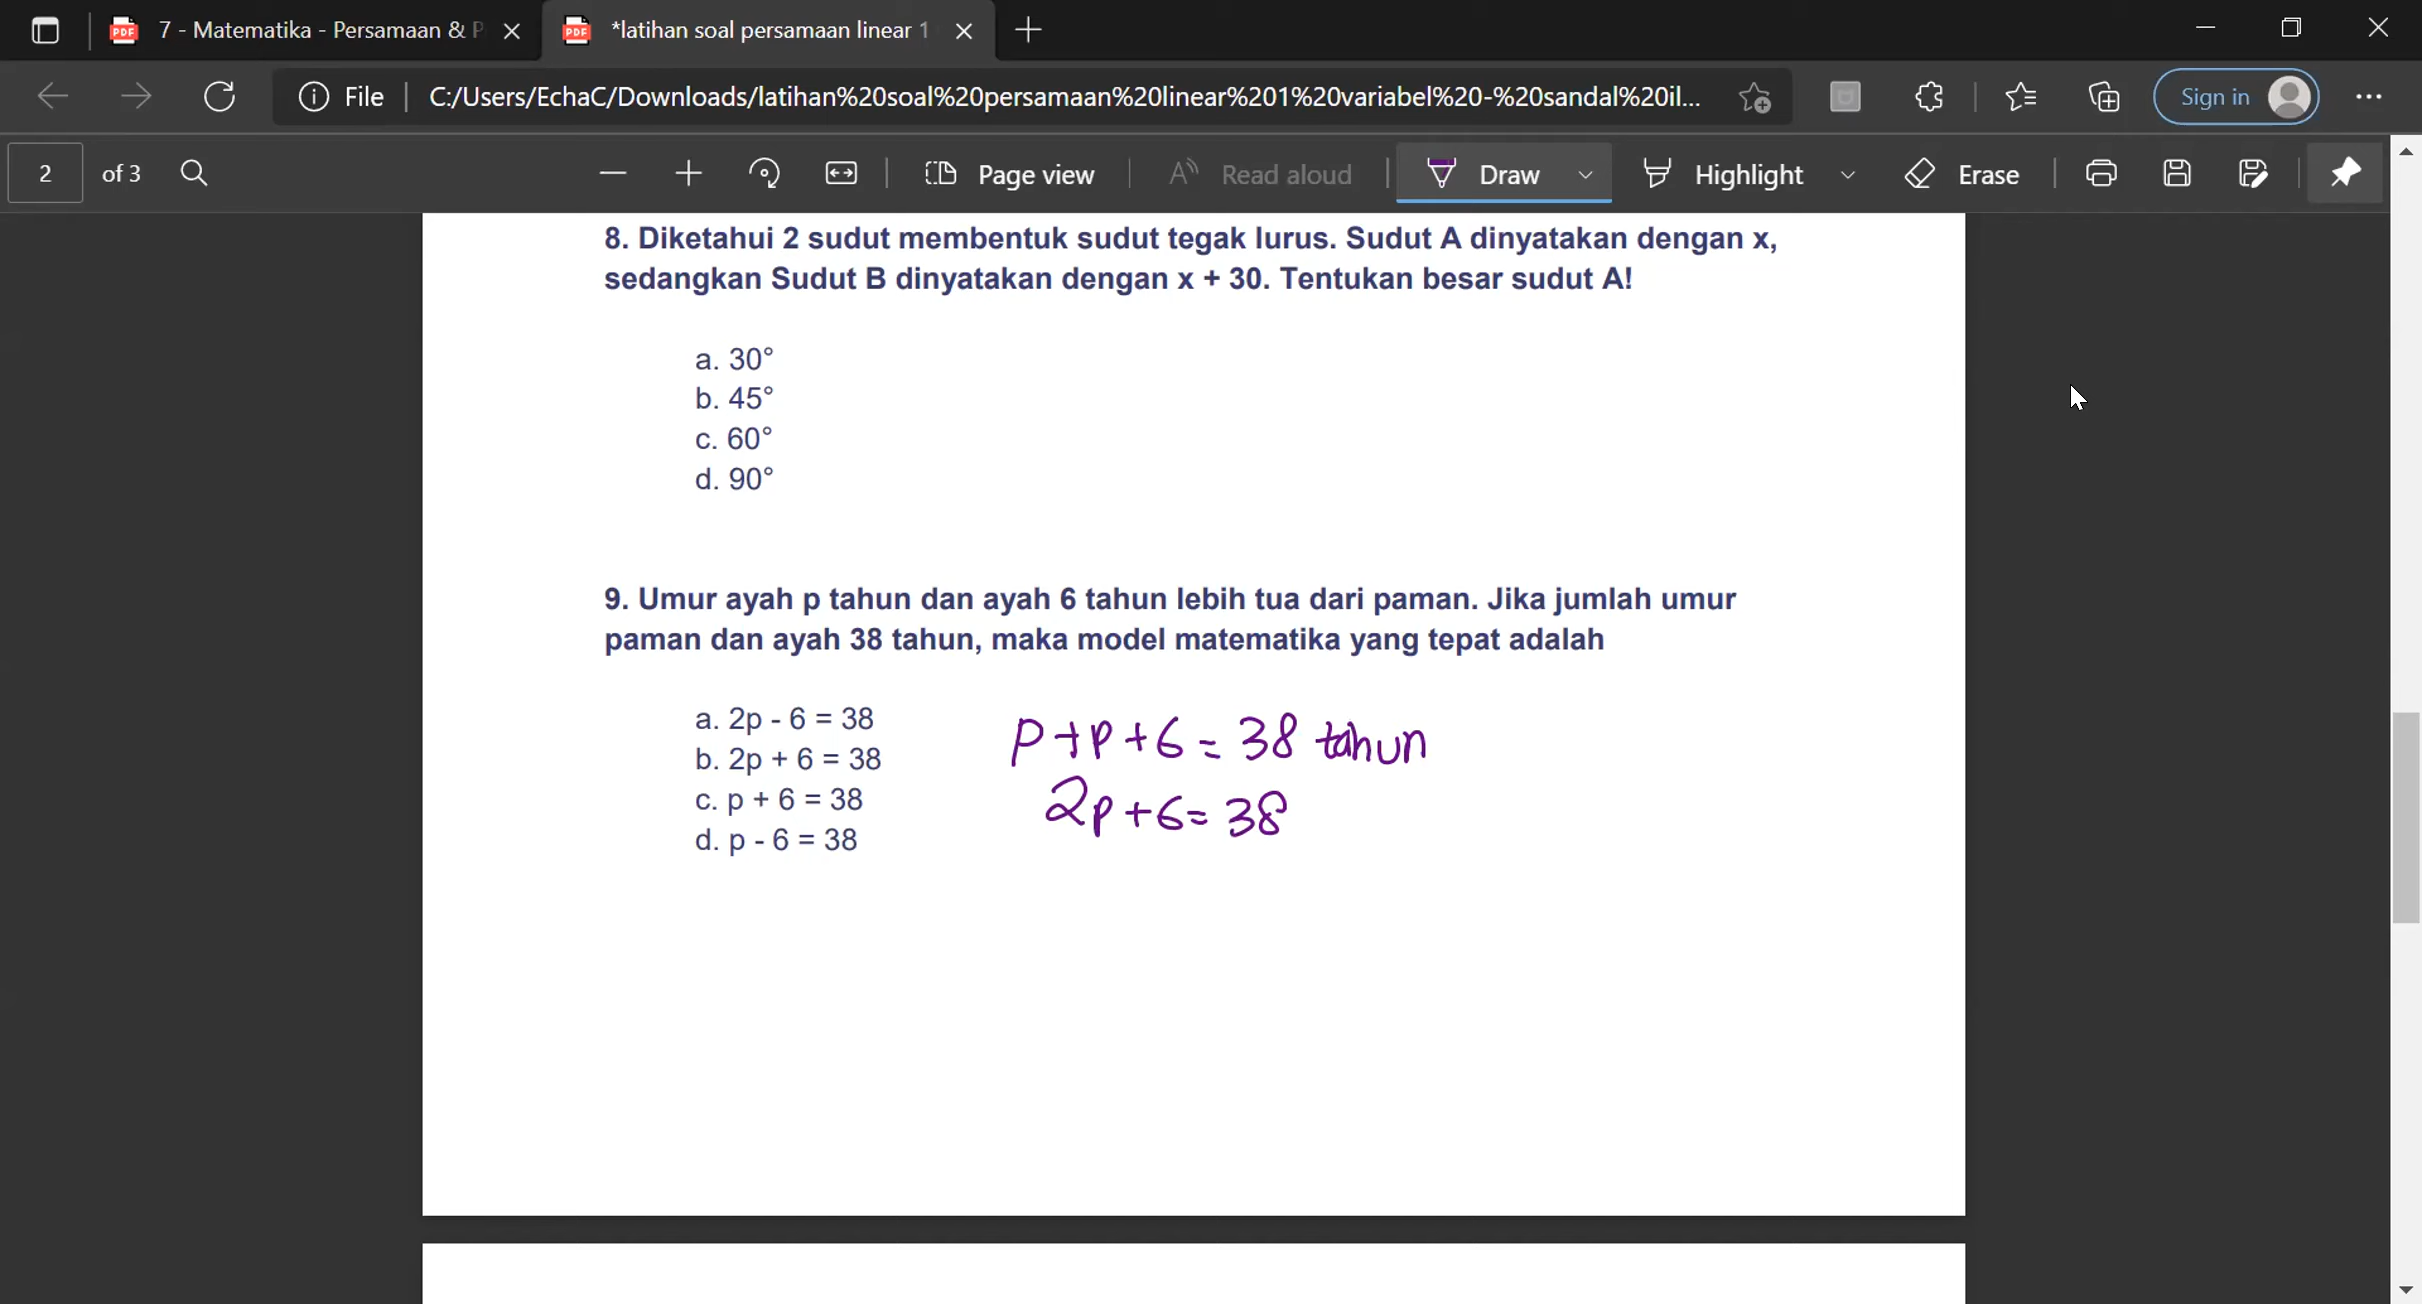 7 - Matematika - Persamaan & P
*latihan soal persamaan linear 1
File
C:/Users/EchaC/Downloads/latihan%20soal%20persamaan%20linear%201%20variabel%20-%20sandal%20il...
Sign in
2 of 3
Page view
Read aloud
Draw
Highlight
Erase
8. Diketahui 2 sudut membentuk sudut tegak lurus. Sudut A dinyatakan dengan x,
sedangkan Sudut B dinyatakan dengan x + 30. Tentukan besar sudut A!
a. 30°
b. 45°
c. 60°
d. 90°
9. Umur ayah p tahun dan ayah 6 tahun lebih tua dari paman. Jika jumlah umur
paman dan ayah 38 tahun, maka model matematika yang tepat adalah
a. 2p - 6 = 38
b. 2p + 6 = 38
c. p + 6 = 38
d. p - 6 = 38
p+p+6 = 38 tahun
2p+6= 38